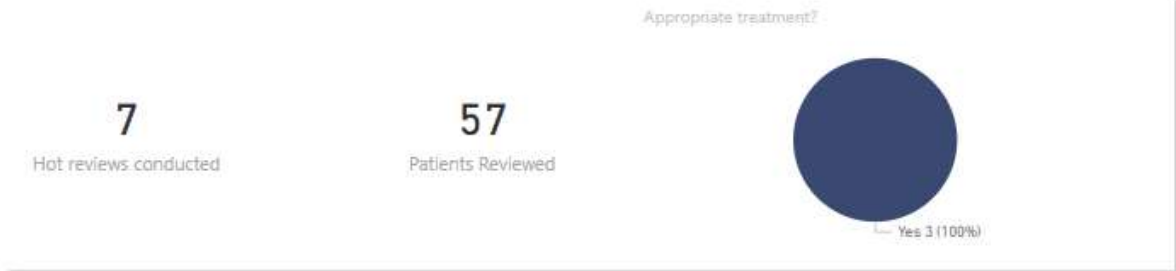 Appropriate treatment?
7
Hot reviews conducted
57
Patients Reviewed
Yes 3 (100%)